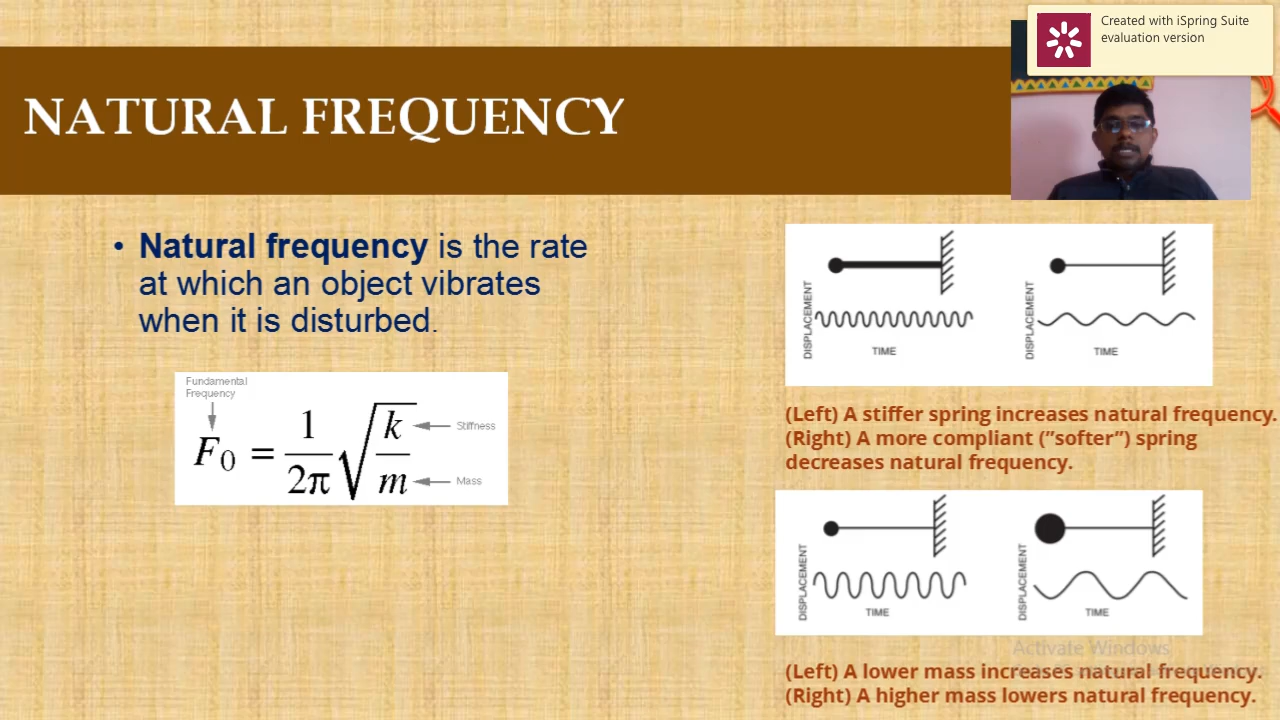 Created with iSpring Suite
evaluation version
NATURAL FREQUENCY
• Natural frequency is the rate
at which an object vibrates
when it is disturbed.
Fundamental
Frequency
F0 = 1/2π √k/m
Stiffness
Mass
DISPLACEMENT
TIME
DISPLACEMENT
TIME
(Left) A stiffer spring increases natural frequency.
(Right) A more compliant (”softer”) spring
decreases natural frequency.
DISPLACEMENT
TIME
DISPLACEMENT
TIME
Activate Windows
(Left) A lower mass increases natural frequency.
(Right) A higher mass lowers natural frequency.